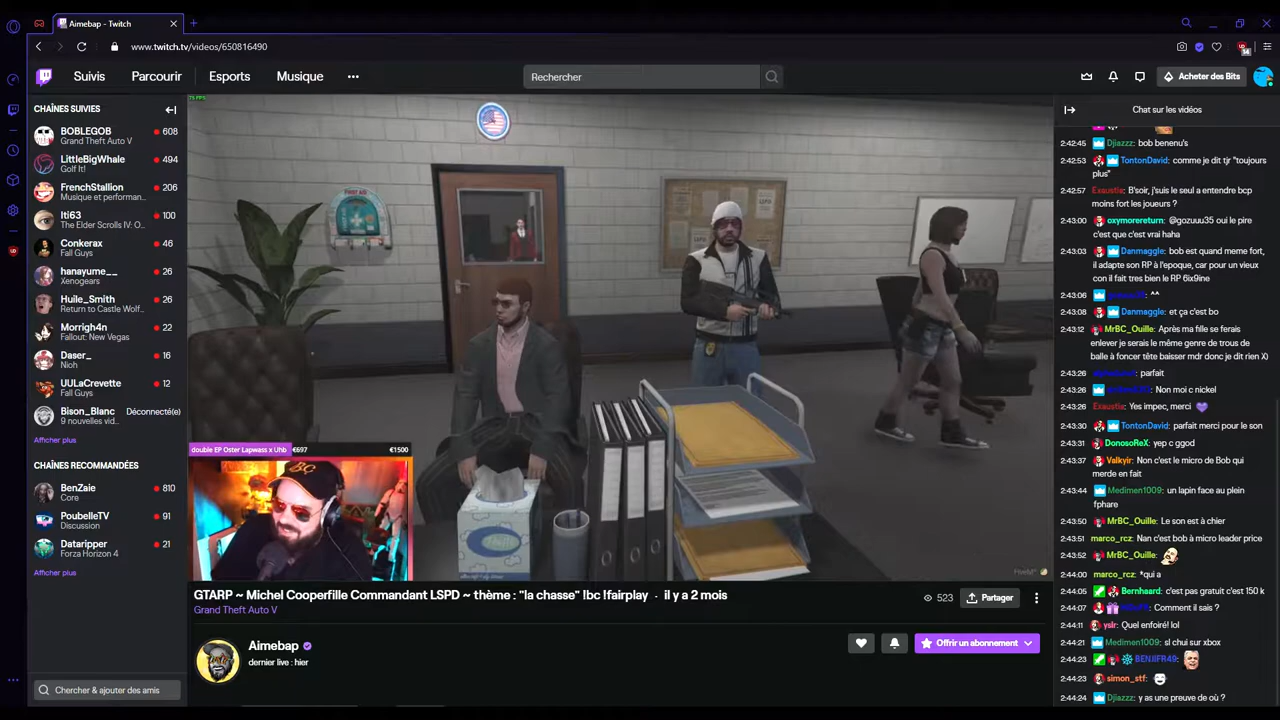 Aimebap - Twitch
www.twitch.tv/videos/650816490
14
Suivis
Parcourir
Esports
Musique
Rechercher
Acheter des Bits
CHAÎNES SUIVIES
BOBLEGOB 608
Grand Theft Auto V
LittleBigWhale 494
Golf It!
FrenchStallion 206
Musique et performan...
Iti63 100
The Elder Scrolls IV: O...
Conkerax 46
Fall Guys
hanayume__ 26
Xenogears
Huile_Smith 26
Return to Castle Wolf...
Morrigh4n 22
Fallout: New Vegas
Daser_ 16
Nioh
UULaCrevette 12
Fall Guys
Bison_Blanc Déconnecté(e)
9 nouvelles vid...
Afficher plus
CHAÎNES RECOMMANDÉES
BenZaie 810
Core
PoubelleTV 91
Discussion
Dataripper 21
Forza Horizon 4
Afficher plus
Chercher & ajouter des amis
75 FPS
FIRST AID
double EP Oster Lapwass x Uhb €697 €1500
BC
FiveM
GTARP ~ Michel Cooperfille Commandant LSPD ~ thème : "la chasse" !bc !fairplay · il y a 2 mois
Grand Theft Auto V
523
Partager
Aimebap
dernier live : hier
Offrir un abonnement
Chat sur les vidéos
2:42:45 Djiazzz: bob benenu's
2:42:53 TontonDavid: comme je dit tjr "toujours
plus"
2:42:57 Exaustix: B'soir, j'suis le seul a entendre bcp
moins fort les joueurs ?
2:43:00 oxymorereturn: @gozuuu35 oui le pire
c'est que c'est que vrai haha
2:43:03 Danmaggle: bob est quand meme fort,
il adapte son RP à l'epoque, car pour un vieux
con il fait tres bien le RP 6ix9ine
2:43:06 ^^
2:43:08 Danmaggle: et ça c'est bo
2:43:12 MrBC_Ouille: Après ma fille se ferais
enlever je serais le même genre de trous de
balle à foncer tête baisser mdr donc je dit rien X)
2:43:26 parfait
2:43:26 Non moi c nickel
2:43:26 Exaustix: Yes impec, merci
2:43:30 TontonDavid: parfait merci pour le son
2:43:31 DonosoReX: yep c ggod
2:43:37 Valkyir: Non c'est le micro de Bob qui
merde en fait
2:43:44 Medimen1009: un lapin face au plein
fphare
2:43:50 MrBC_Ouille: Le son est à chier
2:43:51 marco_rcz: Nan c'est bob à micro leader price
2:43:52 MrBC_Ouille:
2:44:00 marco_rcz: *qui a
2:44:05 Bernhaard: c'est pas gratuit c'est 150 k
2:44:07 Comment il sais ?
2:44:11 yslr: Quel enfoiré! lol
2:44:21 Medimen1009: sl chui sur xbox
2:44:23 BENJIFR49:
2:44:23 simon_stf:
2:44:24 Djiazzz: y as une preuve de où ?